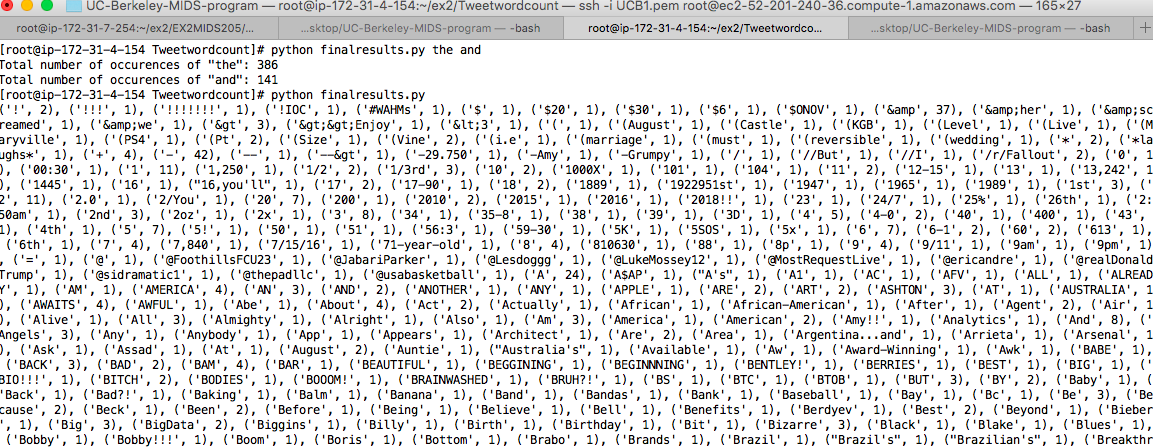 UC-Berkeley-MIDS-program — root@ip-172-31-4-154:~/ex2/Tweetwordcount — ssh -i UCB1.pem root@ec2-52-201-240-36.compute-1.amazonaws.com — 165×27
root@ip-172-31-7-254:~/ex2/EX2MIDS205/... ...sktop/UC-Berkeley-MIDS-program — -bash root@ip-172-31-4-154:~/ex2/Tweetwordco... ...sktop/UC-Berkeley-MIDS-program — -bash +
[root@ip-172-31-4-154 Tweetwordcount]# python finalresults.py the and
Total number of occurences of "the": 386
Total number of occurences of "and": 141
[root@ip-172-31-4-154 Tweetwordcount]# python finalresults.py
('!', 2), ('!!!', 1), ('!!!!!!!', 1), ('!IOC', 1), ('#WAHMs', 1), ('$', 1), ('$20', 1), ('$30', 1), ('$6', 1), ('$ONOV', 1), ('&amp', 37), ('&amp;her', 1), ('&amp;sc
reamed', 1), ('&amp;we', 1), ('&gt', 3), ('&gt;&gt;Enjoy', 1), ('&lt;3', 1), ('(', 1), ('(August', 1), ('(Castle', 1), ('(KGB', 1), ('(Level', 1), ('(Live', 1), ('(M
aryville', 1), ('(PS4', 1), ('(Pt', 2), ('(Size', 1), ('(Vine', 2), ('(i.e', 1), ('(marriage', 1), ('(must', 1), ('(reversible', 1), ('(wedding', 1), ('*', 2), ('*la
ughs*', 1), ('+', 4), ('-', 42), ('--', 1), ('--&gt', 1), ('-29.750', 1), ('-Amy', 1), ('-Grumpy', 1), ('/', 1), ('//But', 1), ('//I', 1), ('/r/Fallout', 2), ('0', 1
), ('00:30', 1), ('1', 11), ('1,250', 1), ('1/2', 2), ('1/3rd', 3), ('10', 2), ('1000X', 1), ('101', 1), ('104', 1), ('11', 2), ('12-15', 1), ('13', 1), ('13,242', 1
), ('1445', 1), ('16', 1), ("16,you'll", 1), ('17', 2), ('17-90', 1), ('18', 2), ('1889', 1), ('1922951st', 1), ('1947', 1), ('1965', 1), ('1989', 1), ('1st', 3), ('
2', 11), ('2.0', 1), ('2/You', 1), ('20', 7), ('200', 1), ('2010', 2), ('2015', 1), ('2016', 1), ('2018!!', 1), ('23', 1), ('24/7', 1), ('25%', 1), ('26th', 1), ('2:
50am', 1), ('2nd', 3), ('2oz', 1), ('2x', 1), ('3', 8), ('34', 1), ('35-8', 1), ('38', 1), ('39', 1), ('3D', 1), ('4', 5), ('4-0', 2), ('40', 1), ('400', 1), ('43',
1), ('4th', 1), ('5', 7), ('5!', 1), ('50', 1), ('51', 1), ('56:3', 1), ('59-30', 1), ('5K', 1), ('5SOS', 1), ('5x', 1), ('6', 7), ('6-1', 2), ('60', 2), ('613', 1),
('6th', 1), ('7', 4), ('7,840', 1), ('7/15/16', 1), ('71-year-old', 1), ('8', 4), ('810630', 1), ('88', 1), ('8p', 1), ('9', 4), ('9/11', 1), ('9am', 1), ('9pm', 1)
, ('=', 1), ('@', 1), ('@FoothillsFCU23', 1), ('@JabariParker', 1), ('@Lesdoggg', 1), ('@LukeMossey12', 1), ('@MostRequestLive', 1), ('@ericandre', 1), ('@realDonald
Trump', 1), ('@sidramatic1', 1), ('@thepadllc', 1), ('@usabasketball', 1), ('A', 24), ('A$AP', 1), ("A's", 1), ('A1', 1), ('AC', 1), ('AFV', 1), ('ALL', 1), ('ALREAD
Y', 1), ('AM', 1), ('AMERICA', 4), ('AN', 3), ('AND', 2), ('ANOTHER', 1), ('ANY', 1), ('APPLE', 1), ('ARE', 2), ('ART', 2), ('ASHTON', 3), ('AT', 1), ('AUSTRALIA', 1
), ('AWAITS', 4), ('AWFUL', 1), ('Abe', 1), ('About', 4), ('Act', 2), ('Actually', 1), ('African', 1), ('African-American', 1), ('After', 1), ('Agent', 2), ('Air', 1
), ('Alive', 1), ('All', 3), ('Almighty', 1), ('Alright', 1), ('Also', 1), ('Am', 3), ('America', 1), ('American', 2), ('Amy!!', 1), ('Analytics', 1), ('And', 8), ('
Angels', 3), ('Any', 1), ('Anybody', 1), ('App', 1), ('Appears', 1), ('Architect', 1), ('Are', 2), ('Area', 1), ('Argentina...and', 1), ('Arrieta', 1), ('Arsenal', 1
), ('Ask', 1), ('Assad', 1), ('At', 1), ('August', 2), ('Auntie', 1), ("Australia's", 1), ('Available', 1), ('Aw', 1), ('Award-Winning', 1), ('Awk', 1), ('BABE', 1)
, ('BACK', 3), ('BAD', 2), ('BAM', 4), ('BAR', 1), ('BEAUTIFUL', 1), ('BEGGINING', 1), ('BEGINNNING', 1), ('BENTLEY!', 1), ('BERRIES', 1), ('BEST', 1), ('BIG', 1), ('
BIO!!!!', 1), ('BITCH', 2), ('BODIES', 1), ('BOOOM!', 1), ('BRAINWASHED', 1), ('BRUH?!', 1), ('BS', 1), ('BTC', 1), ('BTOB', 1), ('BUT', 3), ('BY', 2), ('Baby', 1), (
'Back', 1), ('Bad?!', 1), ('Baking', 1), ('Balm', 1), ('Banana', 1), ('Band', 1), ('Bandas', 1), ('Bank', 1), ('Baseball', 1), ('Bay', 1), ('Bc', 1), ('Be', 3), ('Be
cause', 2), ('Beck', 1), ('Been', 2), ('Before', 1), ('Being', 1), ('Believe', 1), ('Bell', 1), ('Benefits', 1), ('Berdyev', 1), ('Best', 2), ('Beyond', 1), ('Bieber
', 1), ('Big', 3), ('BigData', 2), ('Biggins', 1), ('Billy', 1), ('Birth', 1), ('Birthday', 1), ('Bit', 1), ('Bizarre', 3), ('Black', 1), ('Blake', 1), ('Blues', 1),
('Bobby', 1), ('Bobby!!!', 1), ('Boom', 1), ('Boris', 1), ('Bottom', 1), ('Brabo', 1), ('Brands', 1), ('Brazil', 1), ("Brazil's", 1), ("Brazilian's", 1), ('Breakthr